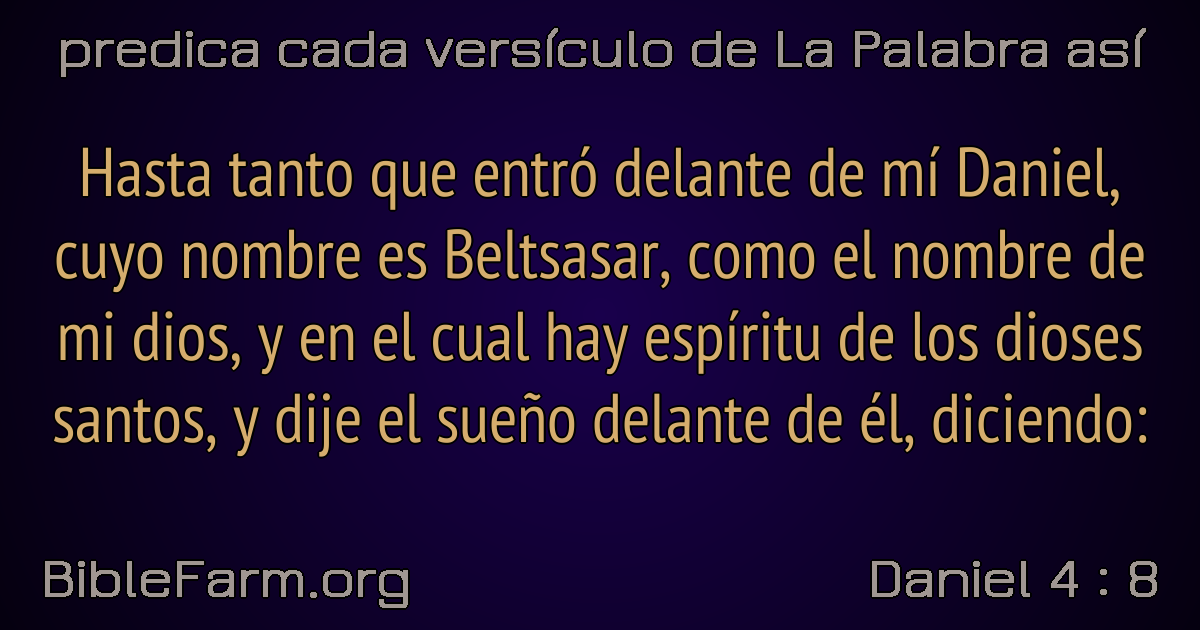 predica cada versículo de La Palabra así
Hasta tanto que entró delante de mí Daniel,
cuyo nombre es Beltsasar, como el nombre de
mi dios, y en el cual hay espíritu de los dioses
santos, y dije el sueño delante de él, diciendo:
BibleFarm.org
Daniel 4 : 8